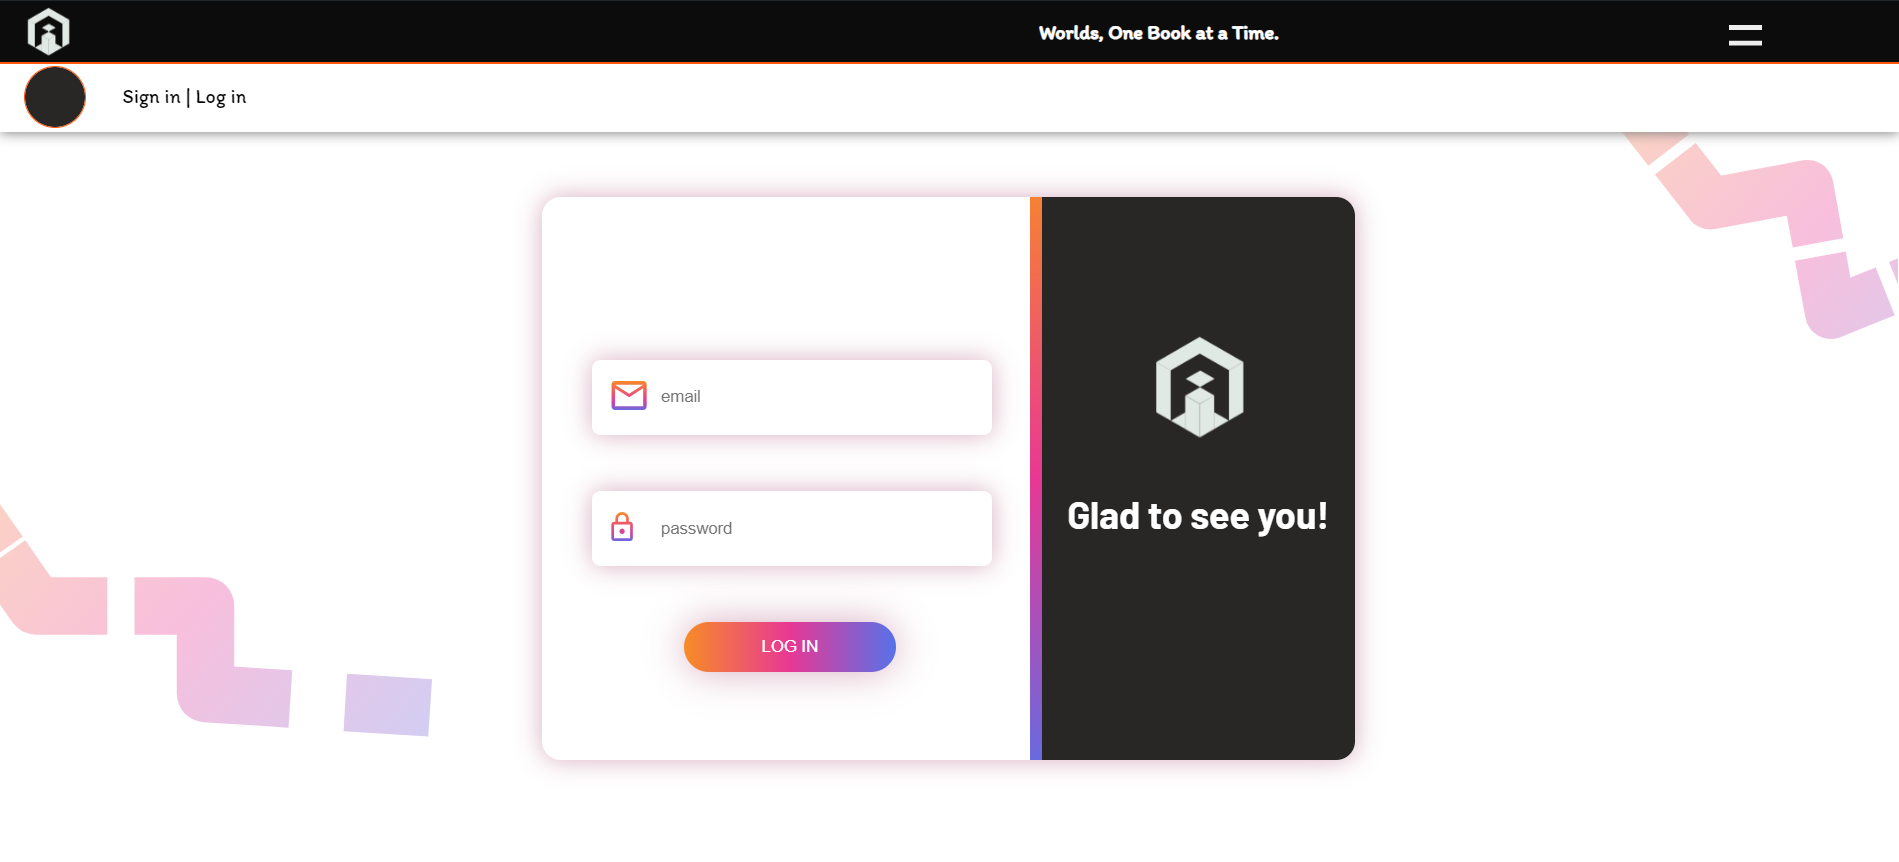 Worlds, One Book at a Time.
Sign in | Log in
email
password
LOG IN
Glad to see you!